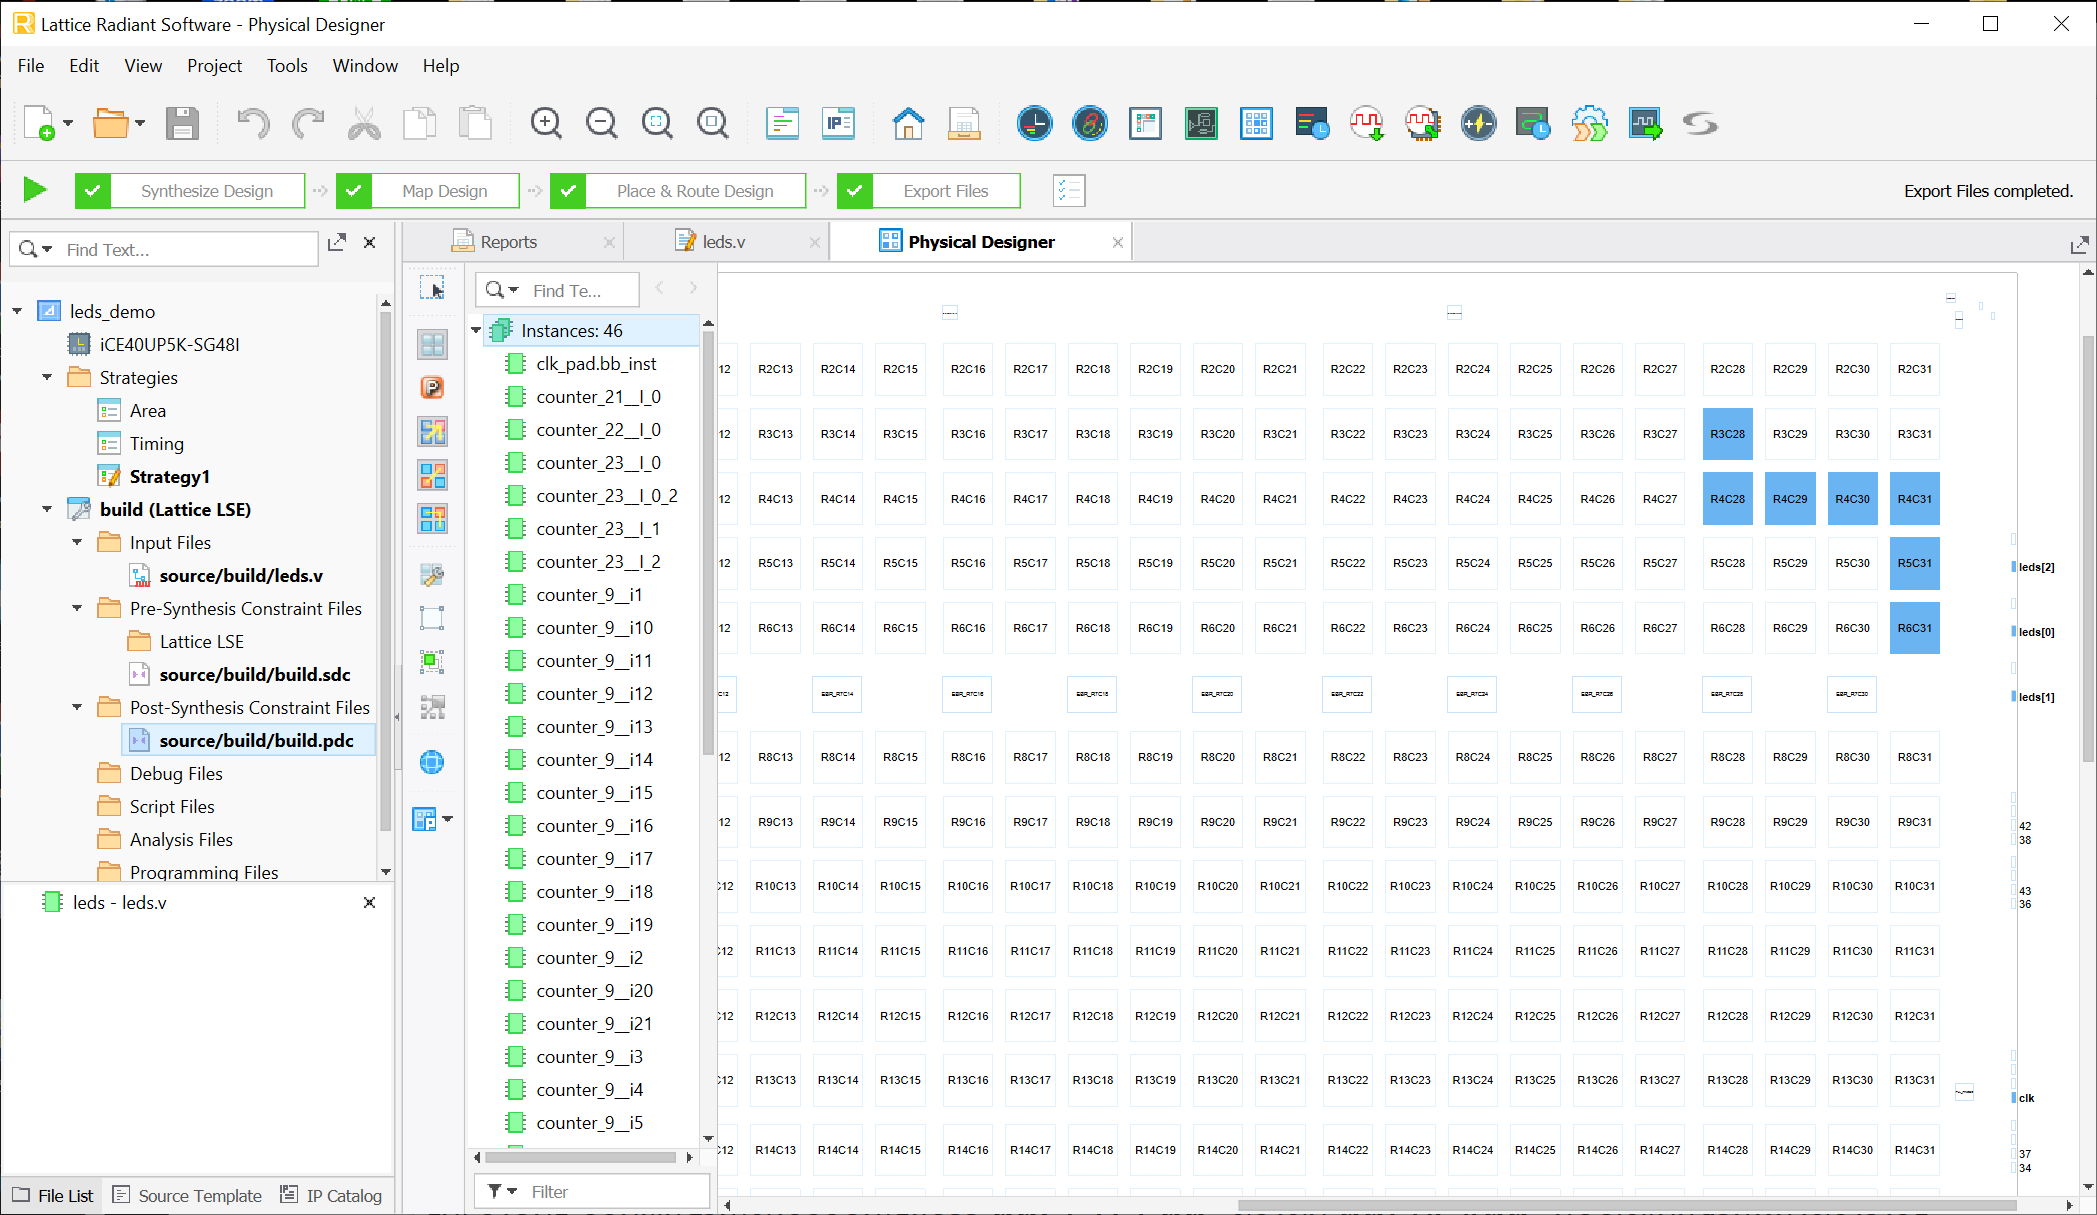 Lattice Radiant Software - Physical Designer
File Edit View Project Tools Window Help
Synthesize Design Map Design Place & Route Design Export Files Export Files completed.
Find Text...
leds_demo
iCE40UP5K-SG48I
Strategies
Area
Timing
Strategy1
build (Lattice LSE)
Input Files
source/build/leds.v
Pre-Synthesis Constraint Files
Lattice LSE
source/build/build.sdc
Post-Synthesis Constraint Files
source/build/build.pdc
Debug Files
Script Files
Analysis Files
Programming Files
leds - leds.v
File List Source Template IP Catalog
Reports leds.v Physical Designer
Find Te...
Instances: 46
clk_pad.bb_inst
counter_21__I_0
counter_22__I_0
counter_23__I_0
counter_23__I_0_2
counter_23__I_1
counter_23__I_2
counter_9__i1
counter_9__i10
counter_9__i11
counter_9__i12
counter_9__i13
counter_9__i14
counter_9__i15
counter_9__i16
counter_9__i17
counter_9__i18
counter_9__i19
counter_9__i2
counter_9__i20
counter_9__i21
counter_9__i3
counter_9__i4
counter_9__i5
Filter
12 R2C13 R2C14 R2C15 R2C16 R2C17 R2C18 R2C19 R2C20 R2C21 R2C22 R2C23 R2C24 R2C25 R2C26 R2C27 R2C28 R2C29 R2C30 R2C31
12 R3C13 R3C14 R3C15 R3C16 R3C17 R3C18 R3C19 R3C20 R3C21 R3C22 R3C23 R3C24 R3C25 R3C26 R3C27 R3C28 R3C29 R3C30 R3C31
12 R4C13 R4C14 R4C15 R4C16 R4C17 R4C18 R4C19 R4C20 R4C21 R4C22 R4C23 R4C24 R4C25 R4C26 R4C27 R4C28 R4C29 R4C30 R4C31
12 R5C13 R5C14 R5C15 R5C16 R5C17 R5C18 R5C19 R5C20 R5C21 R5C22 R5C23 R5C24 R5C25 R5C26 R5C27 R5C28 R5C29 R5C30 R5C31 leds[2]
12 R6C13 R6C14 R6C15 R6C16 R6C17 R6C18 R6C19 R6C20 R6C21 R6C22 R6C23 R6C24 R6C25 R6C26 R6C27 R6C28 R6C29 R6C30 R6C31 leds[0]
C12 EBR_R7C14 EBR_R7C16 EBR_R7C18 EBR_R7C20 EBR_R7C22 EBR_R7C24 EBR_R7C26 EBR_R7C28 EBR_R7C30 leds[1]
12 R8C13 R8C14 R8C15 R8C16 R8C17 R8C18 R8C19 R8C20 R8C21 R8C22 R8C23 R8C24 R8C25 R8C26 R8C27 R8C28 R8C29 R8C30 R8C31
12 R9C13 R9C14 R9C15 R9C16 R9C17 R9C18 R9C19 R9C20 R9C21 R9C22 R9C23 R9C24 R9C25 R9C26 R9C27 R9C28 R9C29 R9C30 R9C31 42
38
C12 R10C13 R10C14 R10C15 R10C16 R10C17 R10C18 R10C19 R10C20 R10C21 R10C22 R10C23 R10C24 R10C25 R10C26 R10C27 R10C28 R10C29 R10C30 R10C31 43
36
C12 R11C13 R11C14 R11C15 R11C16 R11C17 R11C18 R11C19 R11C20 R11C21 R11C22 R11C23 R11C24 R11C25 R11C26 R11C27 R11C28 R11C29 R11C30 R11C31
C12 R12C13 R12C14 R12C15 R12C16 R12C17 R12C18 R12C19 R12C20 R12C21 R12C22 R12C23 R12C24 R12C25 R12C26 R12C27 R12C28 R12C29 R12C30 R12C31
C12 R13C13 R13C14 R13C15 R13C16 R13C17 R13C18 R13C19 R13C20 R13C21 R13C22 R13C23 R13C24 R13C25 R13C26 R13C27 R13C28 R13C29 R13C30 R13C31
clk
C12 R14C13 R14C14 R14C15 R14C16 R14C17 R14C18 R14C19 R14C20 R14C21 R14C22 R14C23 R14C24 R14C25 R14C26 R14C27 R14C28 R14C29 R14C30 R14C31 37
34